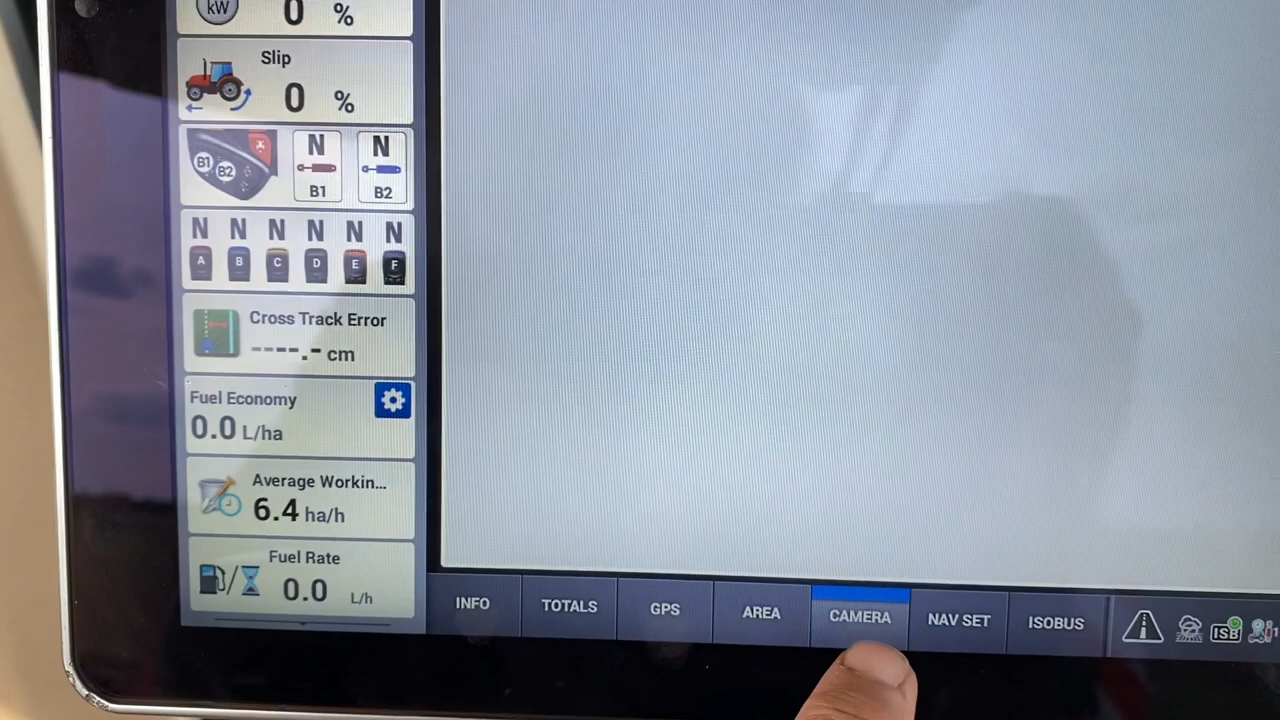 kW
0 %
Slip
0 %
B1
B2
N
B1
N
B2
N N N N N N
A B C D E F
Cross Track Error
----.- cm
Fuel Economy
0.0 L/ha
Average Workin...
6.4 ha/h
Fuel Rate
0.0 L/h
INFO
TOTALS
GPS
AREA
CAMERA
NAV SET
ISOBUS
ISB
1